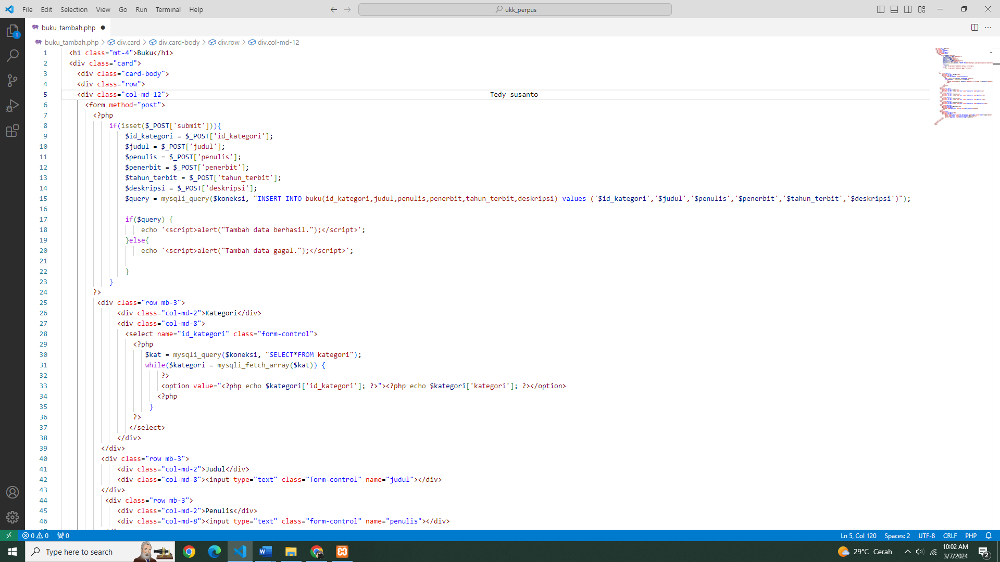 File Edit Selection View Go Run Terminal Help
ukk_perpus
buku_tambah.php
buku_tambah.php > div.card > div.card-body > div.row > div.col-md-12
1 <h1 class="mt-4">Buku</h1>
2 <div class="card">
3 <div class="card-body">
4 <div class="row">
5 <div class="col-md-12"> Tedy susanto
6 <form method="post">
7 <?php
8 if(isset($_POST['submit'])){
9 $id_kategori = $_POST['id_kategori'];
10 $judul = $_POST['judul'];
11 $penulis = $_POST['penulis'];
12 $penerbit = $_POST['penerbit'];
13 $tahun_terbit = $_POST['tahun_terbit'];
14 $deskripsi = $_POST['deskripsi'];
15 $query = mysqli_query($koneksi, "INSERT INTO buku(id_kategori,judul,penulis,penerbit,tahun_terbit,deskripsi) values ('$id_kategori','$judul','$penulis','$penerbit','$tahun_terbit','$deskripsi')");
16
17 if($query) {
18 echo '<script>alert("Tambah data berhasil.");</script>';
19 }else{
20 echo '<script>alert("Tambah data gagal.");</script>';
21
22 }
23 }
24 ?>
25 <div class="row mb-3">
26 <div class="col-md-2">Kategori</div>
27 <div class="col-md-8">
28 <select name="id_kategori" class="form-control">
29 <?php
30 $kat = mysqli_query($koneksi, "SELECT*FROM kategori");
31 while($kategori = mysqli_fetch_array($kat)) {
32 ?>
33 <option value="<?php echo $kategori['id_kategori']; ?>"><?php echo $kategori['kategori']; ?></option>
34 <?php
35 }
36 ?>
37 </select>
38 </div>
39 </div>
40 <div class="row mb-3">
41 <div class="col-md-2">Judul</div>
42 <div class="col-md-8"><input type="text" class="form-control" name="judul"></div>
43 </div>
44 <div class="row mb-3">
45 <div class="col-md-2">Penulis</div>
46 <div class="col-md-8"><input type="text" class="form-control" name="penulis"></div>
1
0 0 0 Ln 5, Col 120 Spaces: 2 UTF-8 CRLF PHP
Type here to search 29°C Cerah 10:02 AM
3/7/2024 2